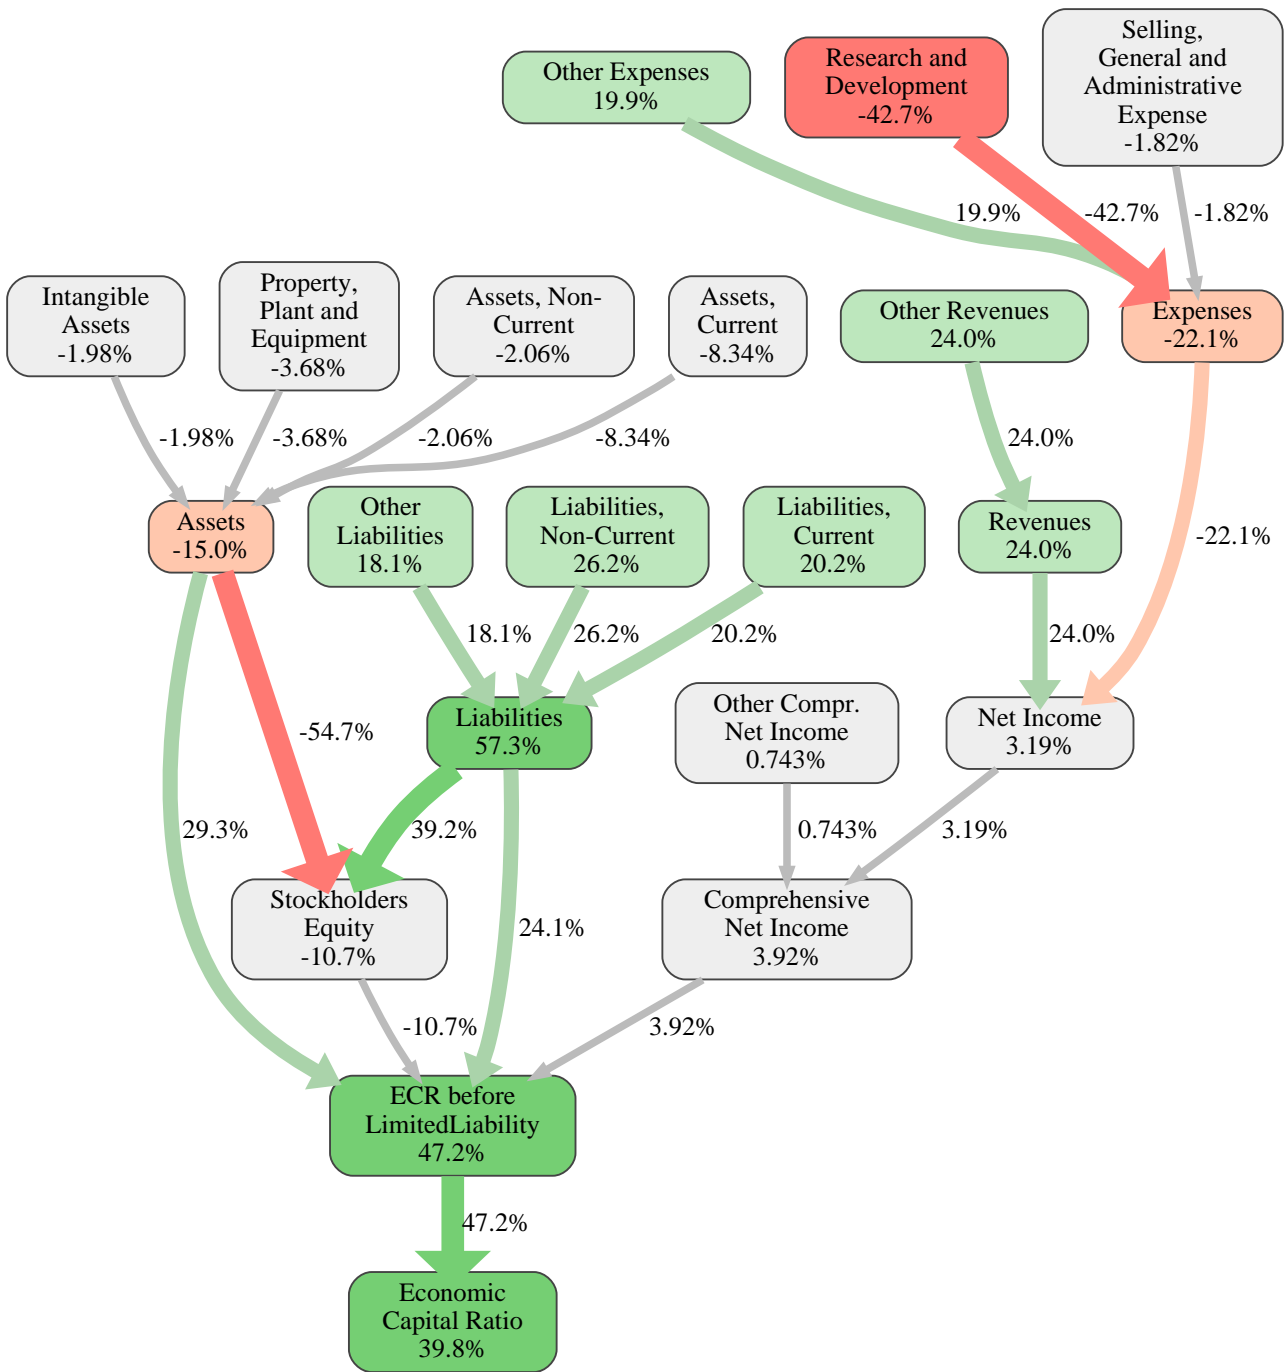 Other Expenses
19.9%
Research and
Development
-42.7%
Selling,
General and
Administrative
Expense
-1.82%
19.9%
-42.7%
-1.82%
Intangible
Assets
-1.98%
Property,
Plant and
Equipment
-3.68%
Assets, Non-
Current
-2.06%
Assets,
Current
-8.34%
Other Revenues
24.0%
Expenses
-22.1%
-1.98%
-3.68%
-2.06%
-8.34%
24.0%
-22.1%
Assets
-15.0%
Other
Liabilities
18.1%
Liabilities,
Non-Current
26.2%
Liabilities,
Current
20.2%
Revenues
24.0%
18.1%
26.2%
20.2%
24.0%
-54.7%
Liabilities
57.3%
Other Compr.
Net Income
0.743%
Net Income
3.19%
29.3%
39.2%
0.743%
3.19%
Stockholders
Equity
-10.7%
24.1%
Comprehensive
Net Income
3.92%
-10.7%
3.92%
ECR before
LimitedLiability
47.2%
47.2%
Economic
Capital Ratio
39.8%